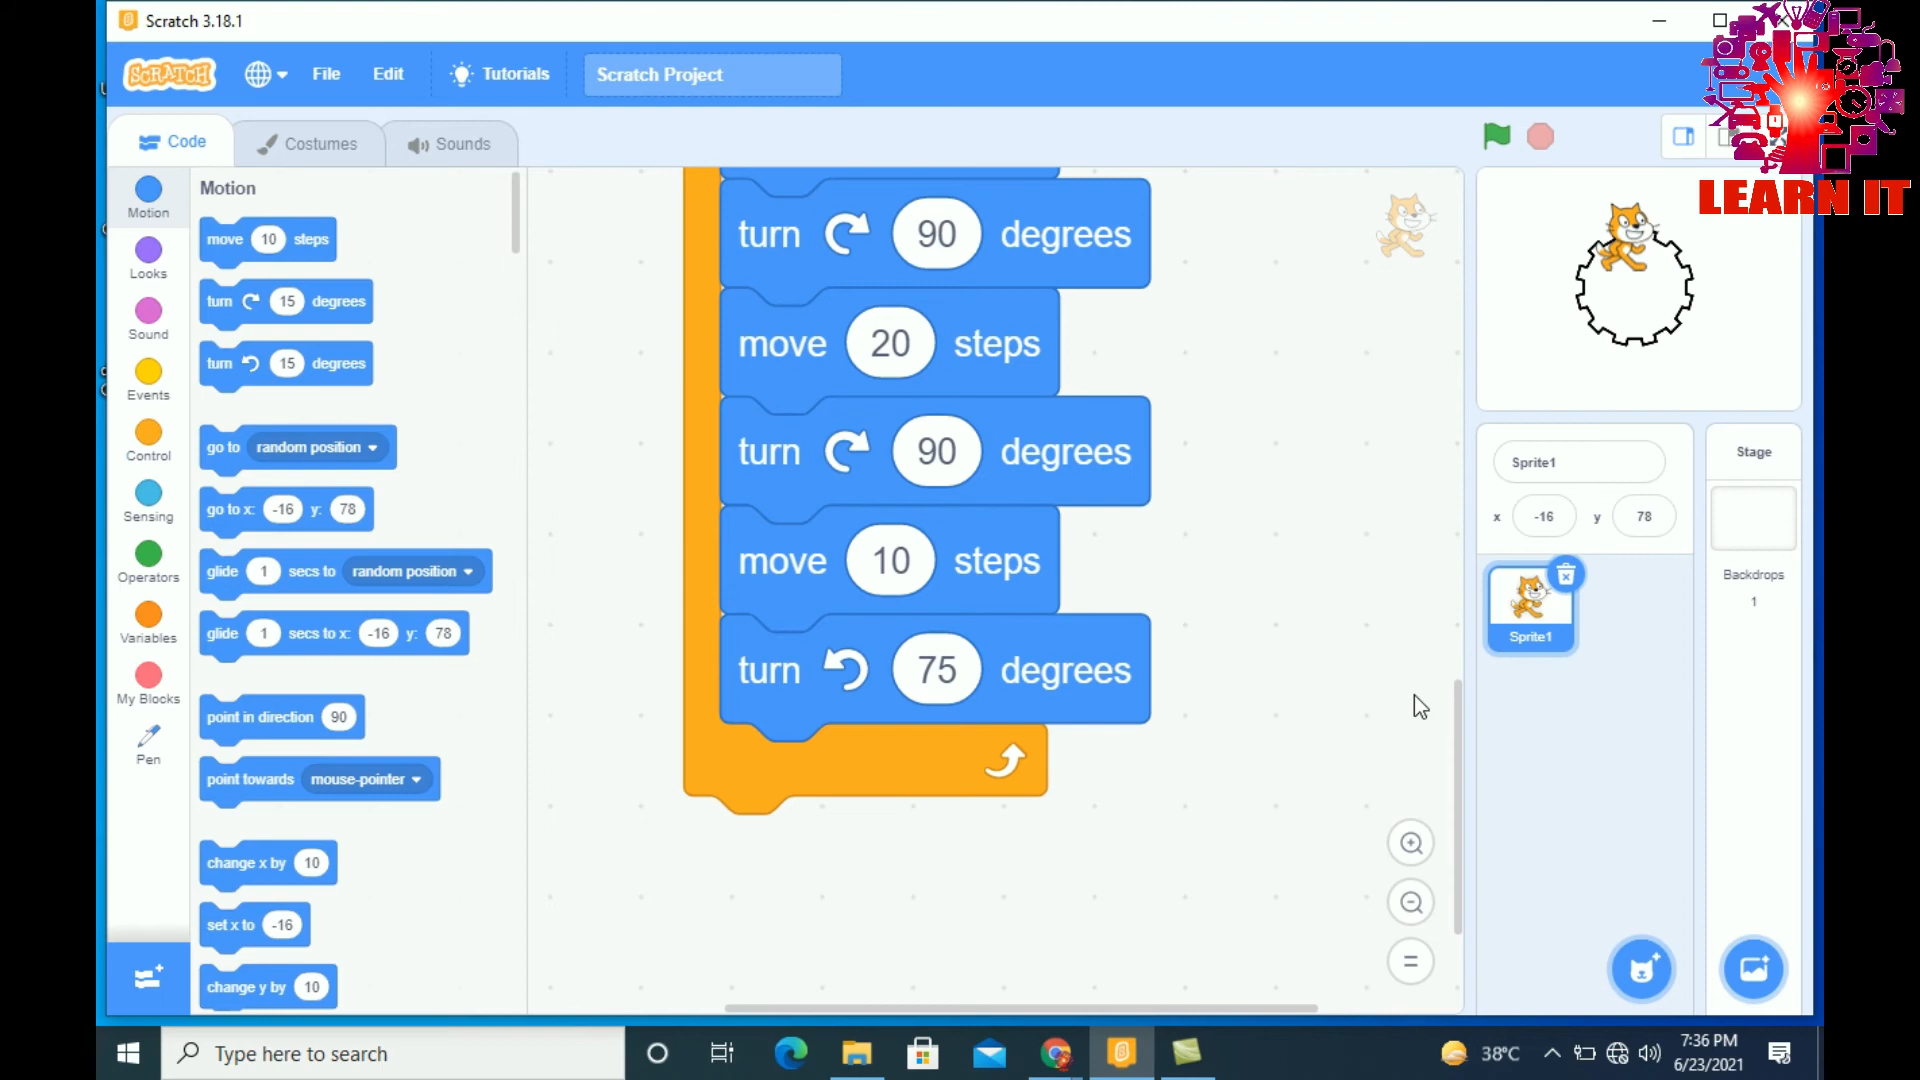 Scratch 3.18.1
SCRATCH
File
Edit
Tutorials
Scratch Project
LEARN IT
Code
Costumes
Sounds
Motion
Looks
Sound
Events
Control
Sensing
Operators
Variables
My Blocks
Pen
Motion
move 10 steps
turn 15 degrees
turn 15 degrees
go to random position
go to x: -16 y: 78
glide 1 secs to random position
glide 1 secs to x: -16 y: 78
point in direction 90
point towards mouse-pointer
change x by 10
set x to -16
change y by 10
turn 90 degrees
move 20 steps
turn 90 degrees
move 10 steps
turn 75 degrees
Sprite1
x -16 y 78
Sprite1
Stage
Backdrops
1
Type here to search
38°C
7:36 PM
6/23/2021